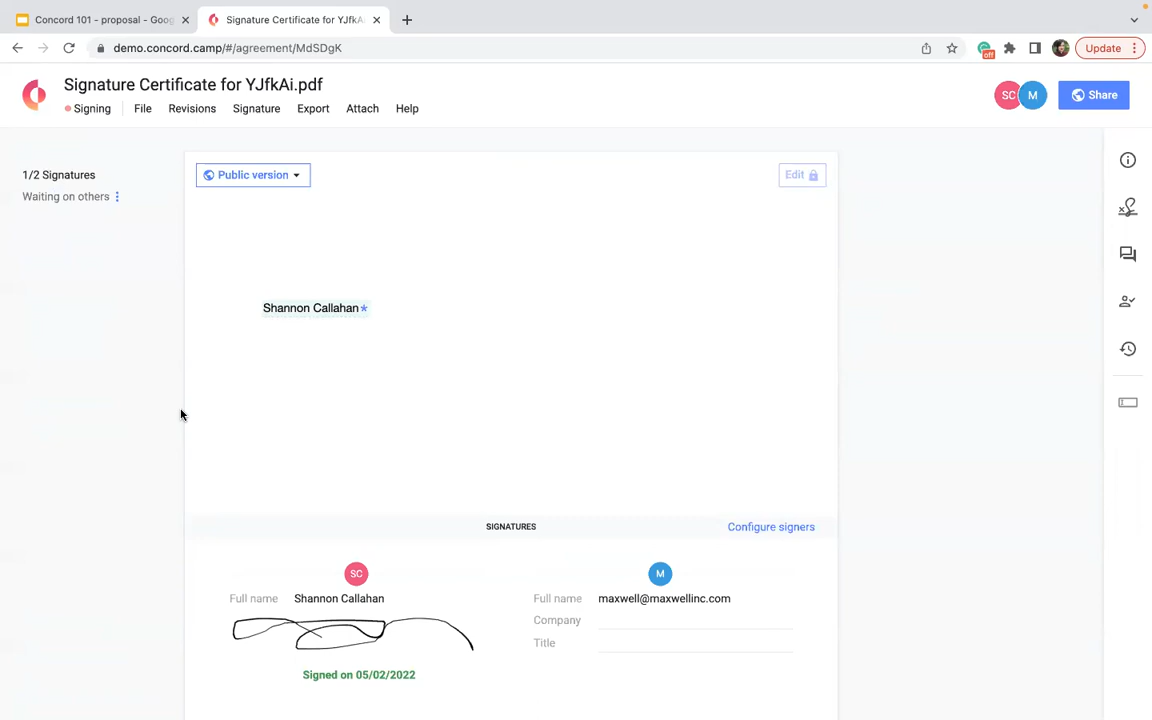 Concord 101 - proposal - Goog
Signature Certificate for YJfkA
demo.concord.camp/#/agreement/MdSDgK
off
Update
Signature Certificate for YJfkAi.pdf
Signing
File
Revisions
Signature
Export
Attach
Help
SC
M
Share
1/2 Signatures
Waiting on others
Public version
Edit
Shannon Callahan*
SIGNATURES
Configure signers
SC
M
Full name Shannon Callahan
Full name maxwell@maxwellinc.com
Company
Title
Signed on 05/02/2022